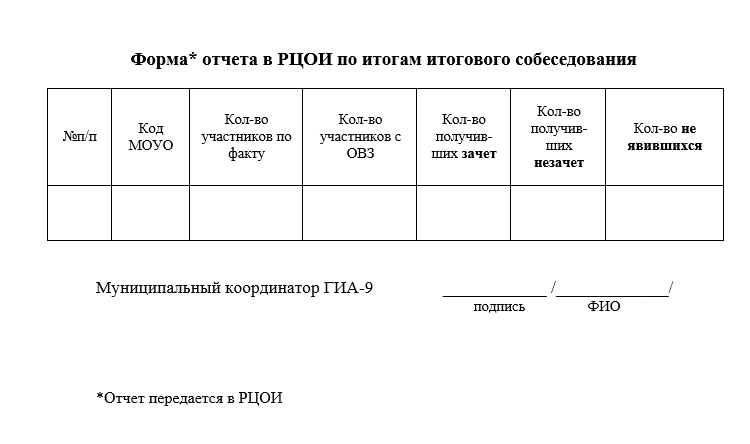 Форма* отчета в РЦОИ по итогам итогового собеседования
№п/п
Код
МОУО
Кол-во
участников по
факту
Кол-во
участников с
ОВЗ
Кол-во
получив-
ших зачет
Кол-во
получив-
ших
незачет
Кол-во не
явившихся
Муниципальный координатор ГИА-9 _____________ /______________/
подпись ФИО
*Отчет передается в РЦОИ